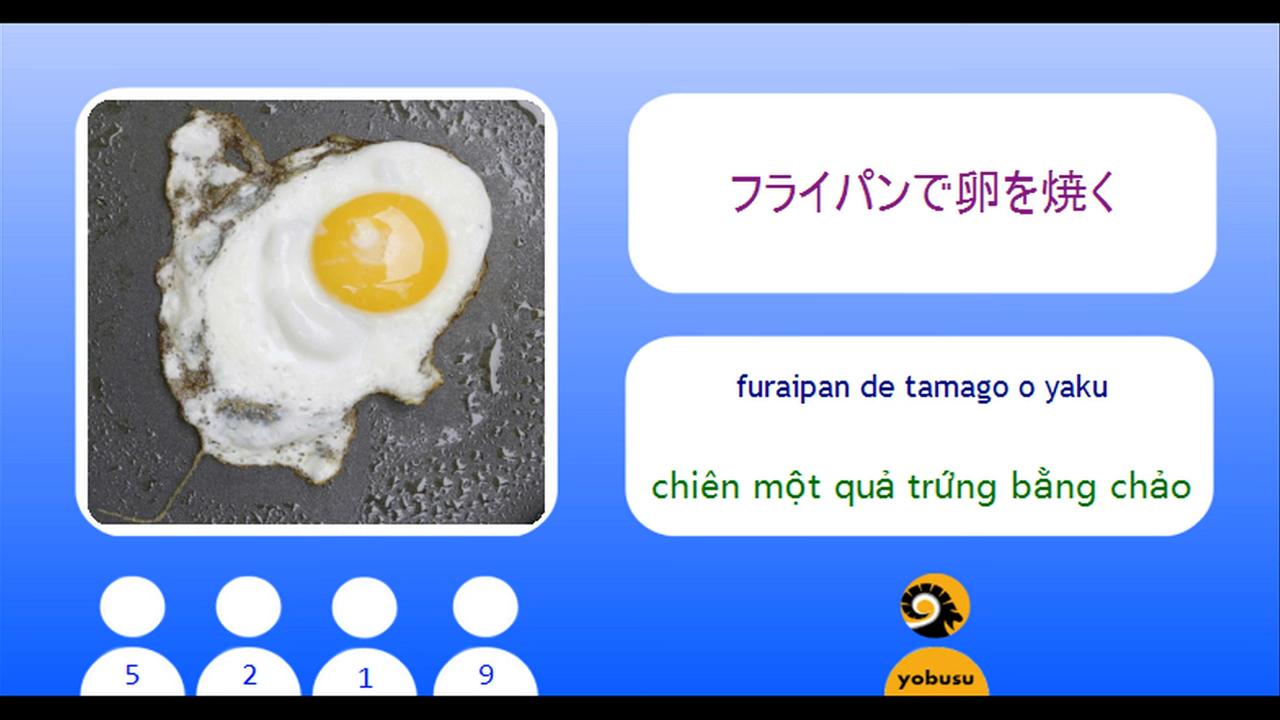 フライパンで卵を焼く
furaipan de tamago o yaku
chiên một quả trứng bằng chảo
5 2 1 9
yobusu